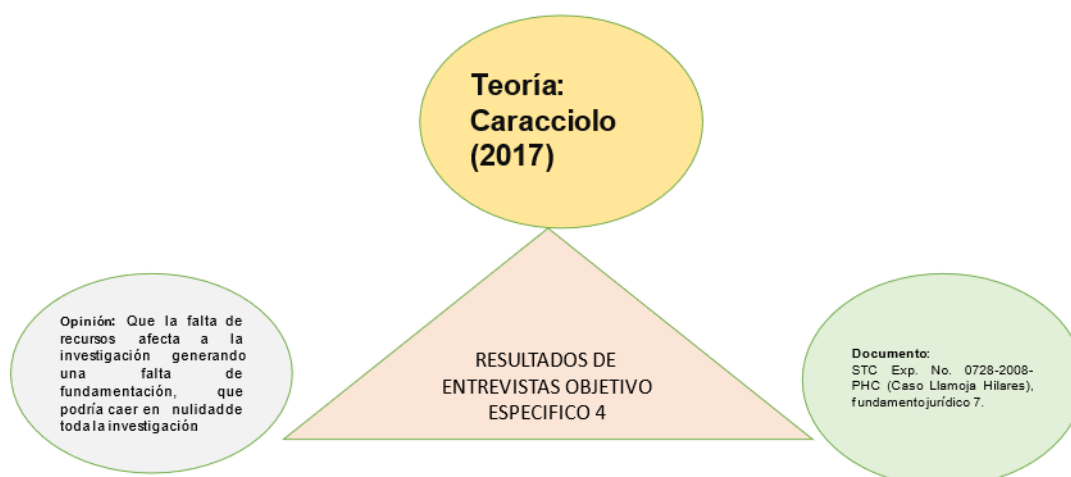 Teoría:
Caracciolo
(2017)
Opinión: Que la falta de
recursos afecta a la
investigación generando
una falta de
fundamentación, que
podría caer en nulidadde
toda la investigación
RESULTADOS DE
ENTREVISTAS OBJETIVO
ESPECIFICO 4
Documento:
STC Exp. No. 0728-2008-
PHC (Caso Llamoja Hilares),
fundamentojurídico 7.